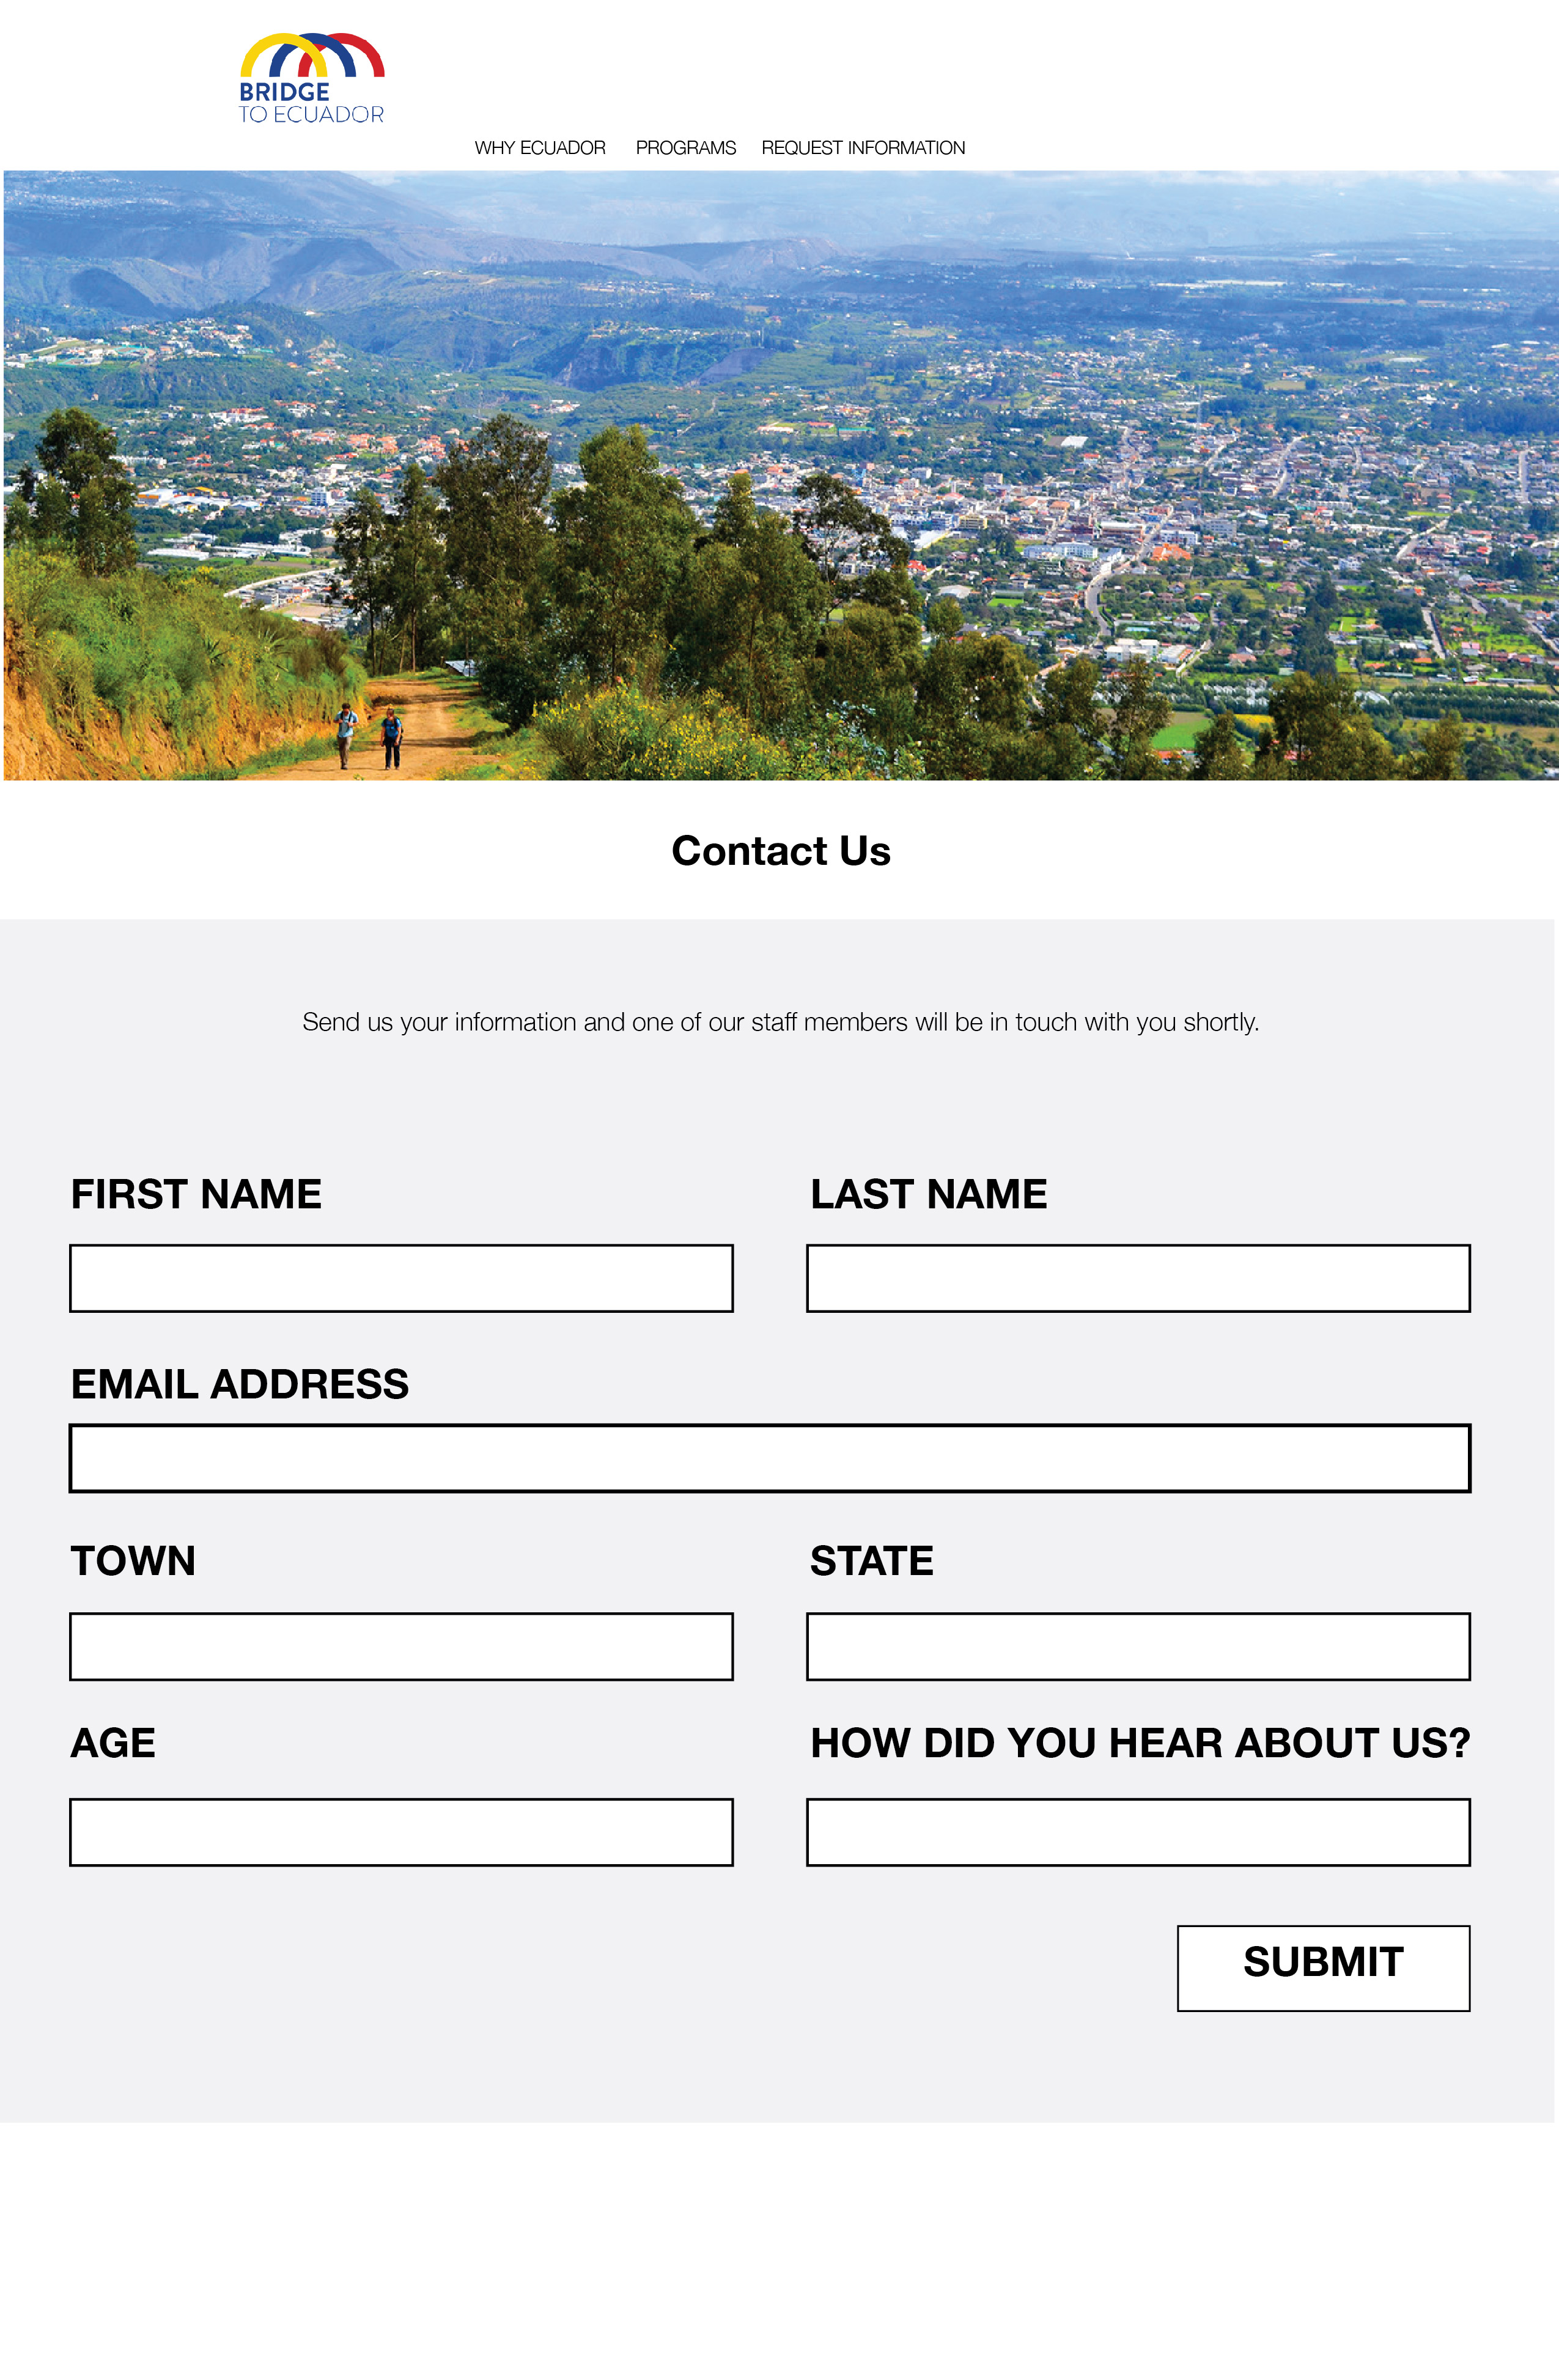 BRIDGE
TO ECUADOR
WHY ECUADOR PROGRAMS REQUEST INFORMATION
Contact Us
Send us your information and one of our staff members will be in touch with you shortly.
FIRST NAME LAST NAME
EMAIL ADDRESS
TOWN STATE
AGE HOW DID YOU HEAR ABOUT US?
SUBMIT